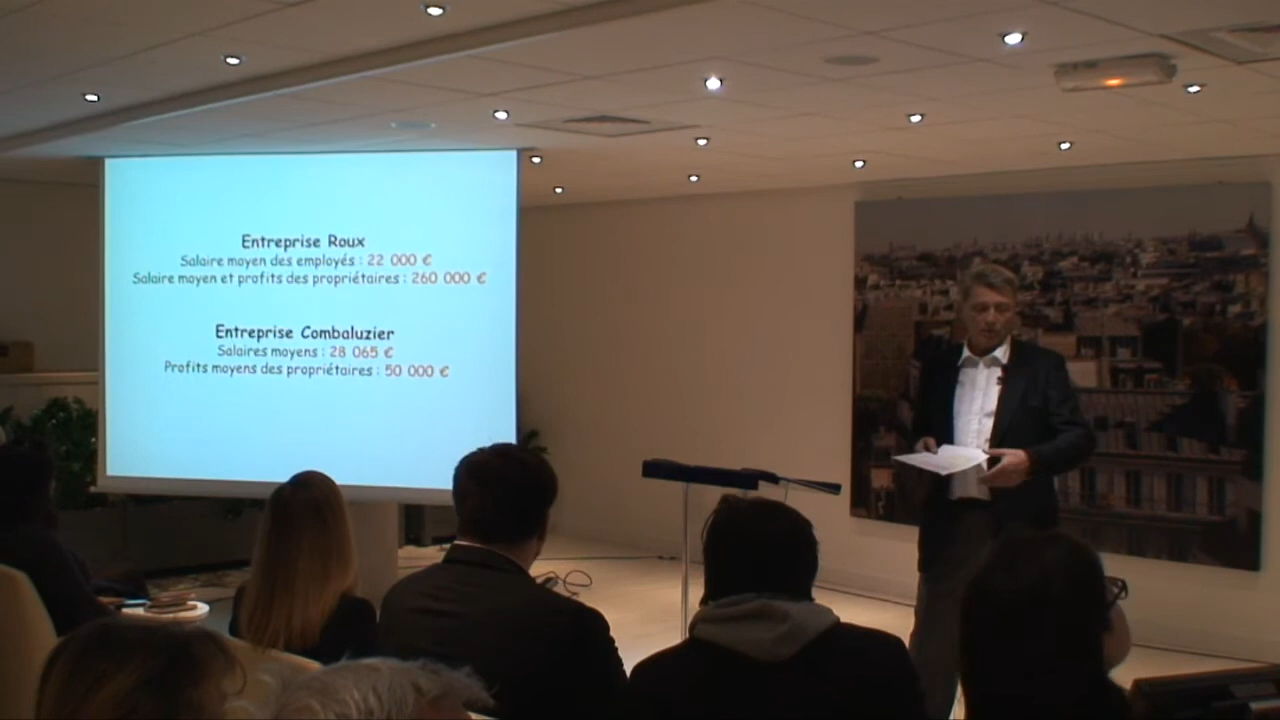 Entreprise Roux
Salaire moyen des employés : 22 000 €
Salaire moyen et profits des propriétaires : 260 000 €
Entreprise Combaluzier
Salaires moyens : 28 065 €
Profits moyens des propriétaires : 50 000 €